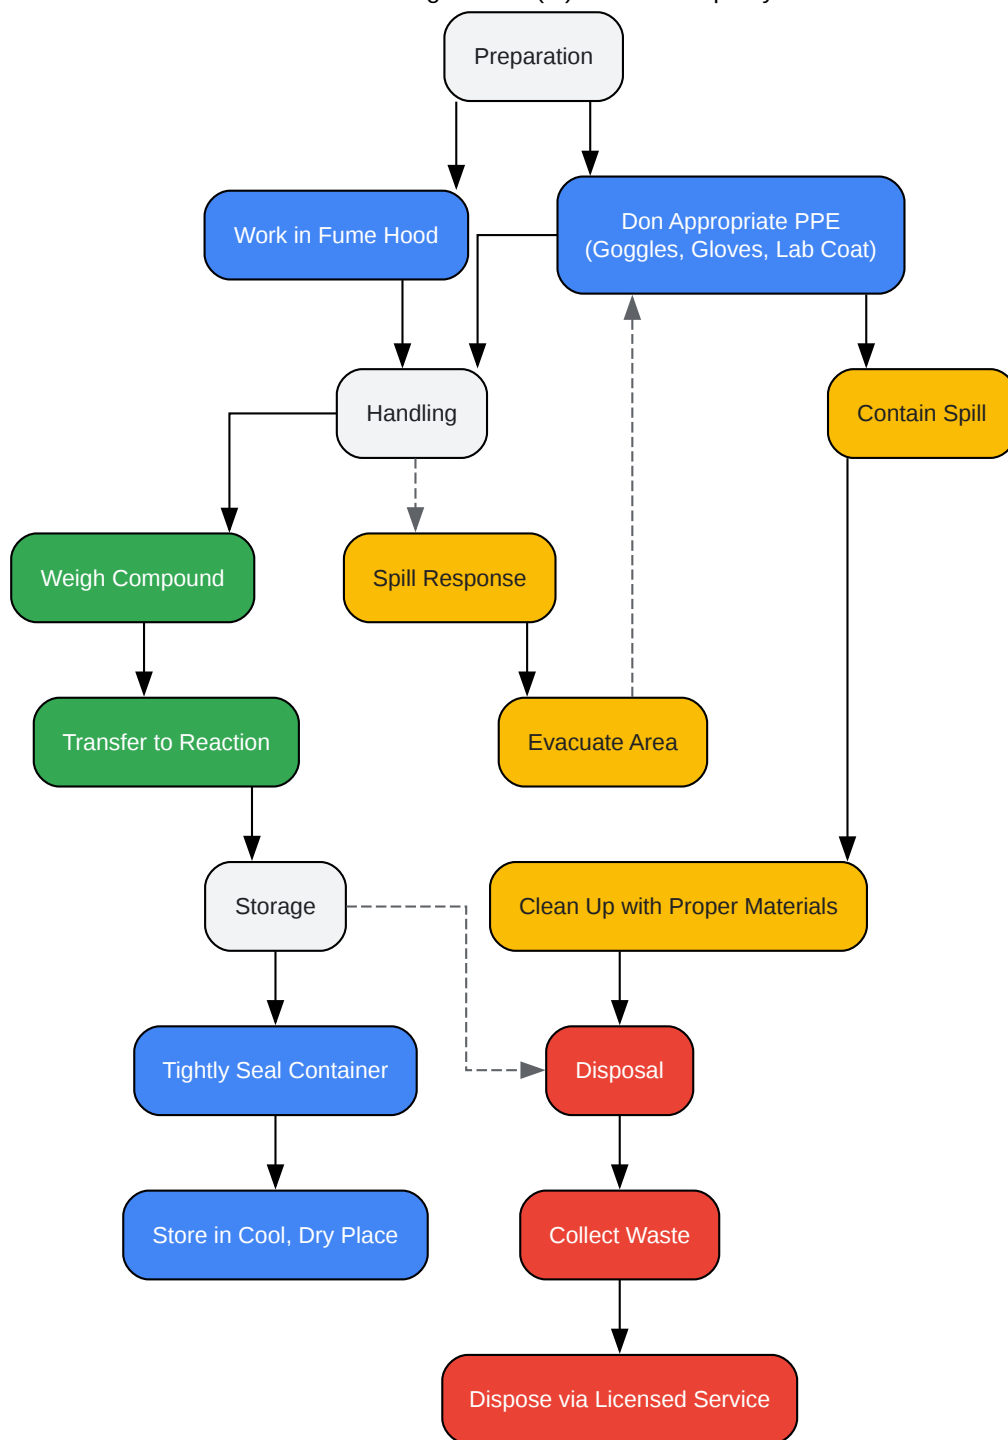 Preparation
Work in Fume Hood
Don Appropriate PPE
(Goggles, Gloves, Lab Coat)
Handling
Contain Spill
Weigh Compound
Spill Response
Transfer to Reaction
Evacuate Area
Storage
Clean Up with Proper Materials
Tightly Seal Container
Disposal
Store in Cool, Dry Place
Collect Waste
Dispose via Licensed Service